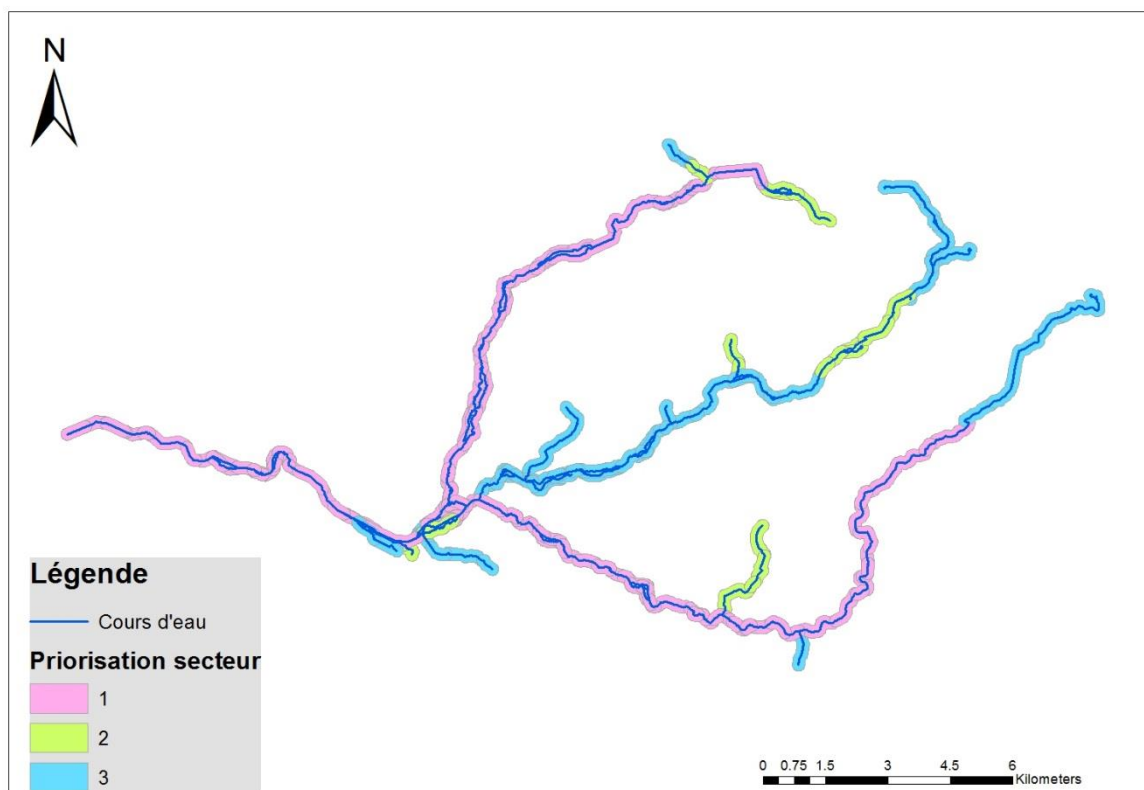 N
Légende
Cours d'eau
Priorisation secteur
1
2
3
0 0.75 1.5 3 4.5 6
Kilometers